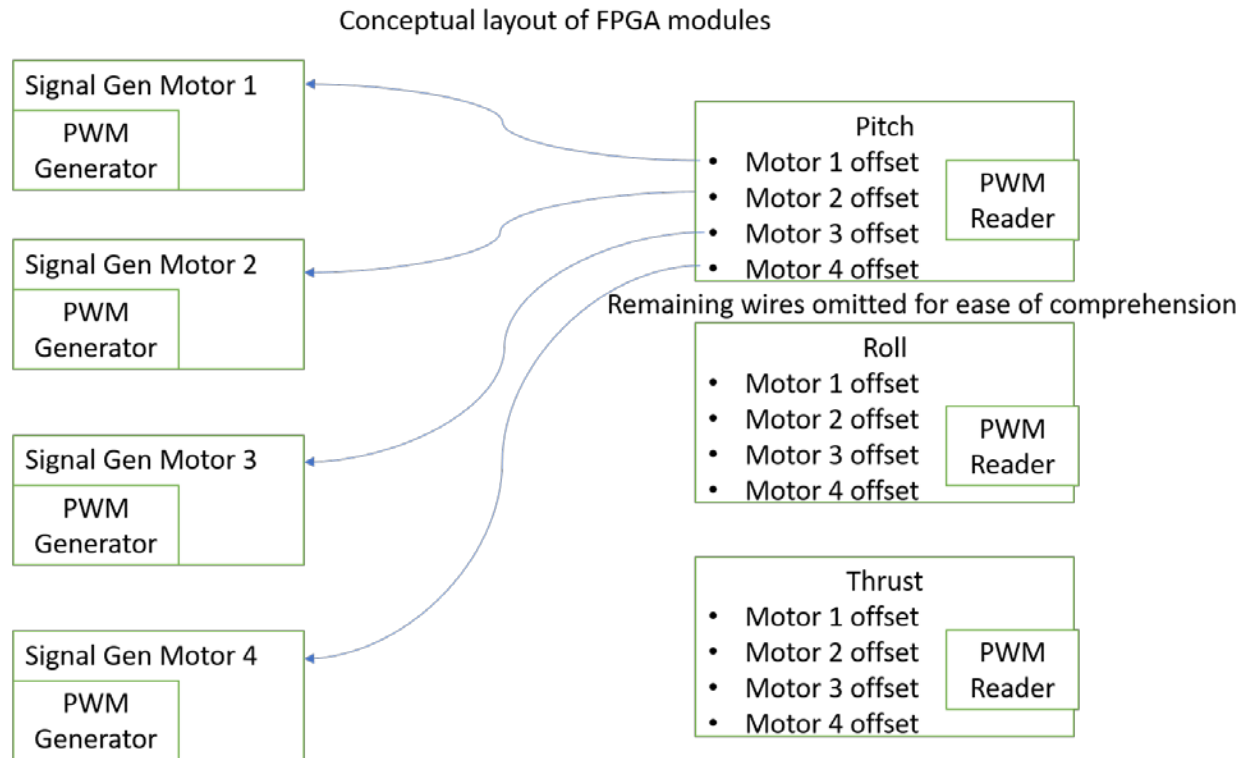 Conceptual layout of FPGA modules
Signal Gen Motor 1
PWM
Generator
Signal Gen Motor 2
PWM
Generator
Signal Gen Motor 3
PWM
Generator
Signal Gen Motor 4
PWM
Generator
Pitch
• Motor 1 offset
• Motor 2 offset
• Motor 3 offset
• Motor 4 offset
PWM
Reader
Remaining wires omitted for ease of comprehension
Roll
• Motor 1 offset
• Motor 2 offset
• Motor 3 offset
• Motor 4 offset
PWM
Reader
Thrust
• Motor 1 offset
• Motor 2 offset
• Motor 3 offset
• Motor 4 offset
PWM
Reader